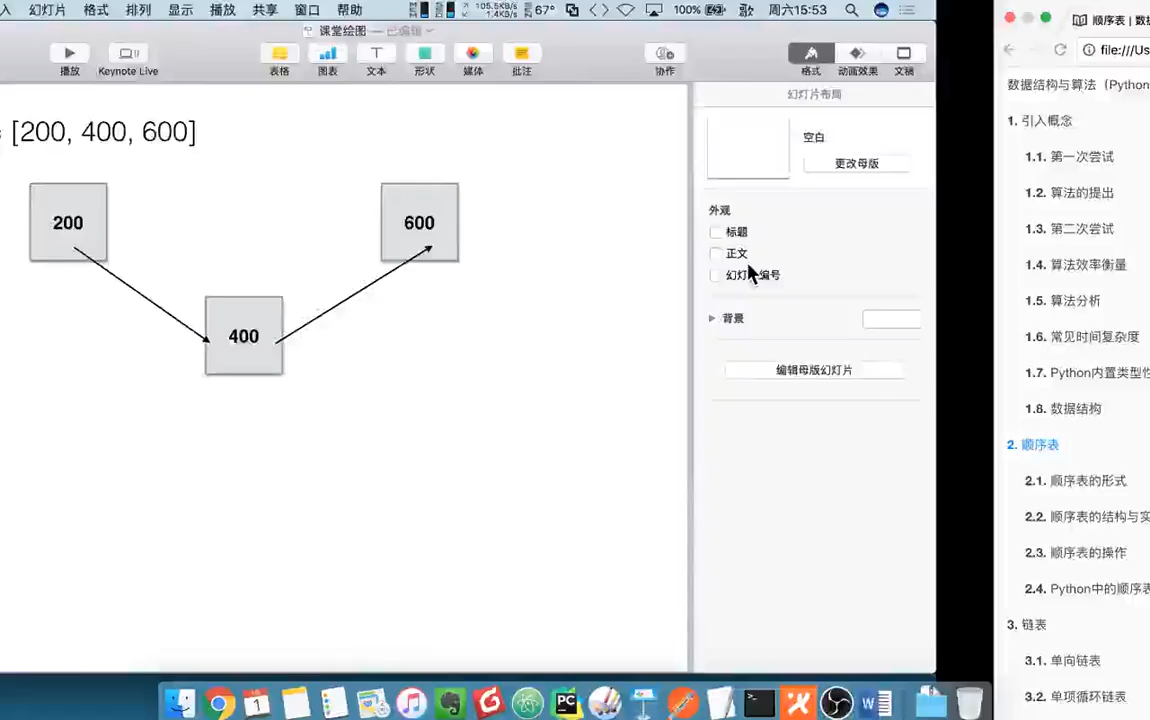 入 幻灯片 格式 排列 显示 播放 共享 窗口 帮助 105.5KB/s 1.4KB/s 67° 100% 周六15:53
课堂绘图 — 已编辑
播放 Keynote Live 表格 图表 文本 形状 媒体 批注 协作 格式 动画效果 文稿
幻灯片布局
[200, 400, 600]
200
600
400
空白
更改母版
外观
标题
正文
幻灯 编号
背景
编辑母版幻灯片
顺序表 | 数据
file:///Us
数据结构与算法（Python
1. 引入概念
1.1. 第一次尝试
1.2. 算法的提出
1.3. 第二次尝试
1.4. 算法效率衡量
1.5. 算法分析
1.6. 常见时间复杂度
1.7. Python内置类型性
1.8. 数据结构
2. 顺序表
2.1. 顺序表的形式
2.2. 顺序表的结构与实
2.3. 顺序表的操作
2.4. Python中的顺序表
3. 链表
3.1. 单向链表
3.2. 单项循环链表
1
PC
W